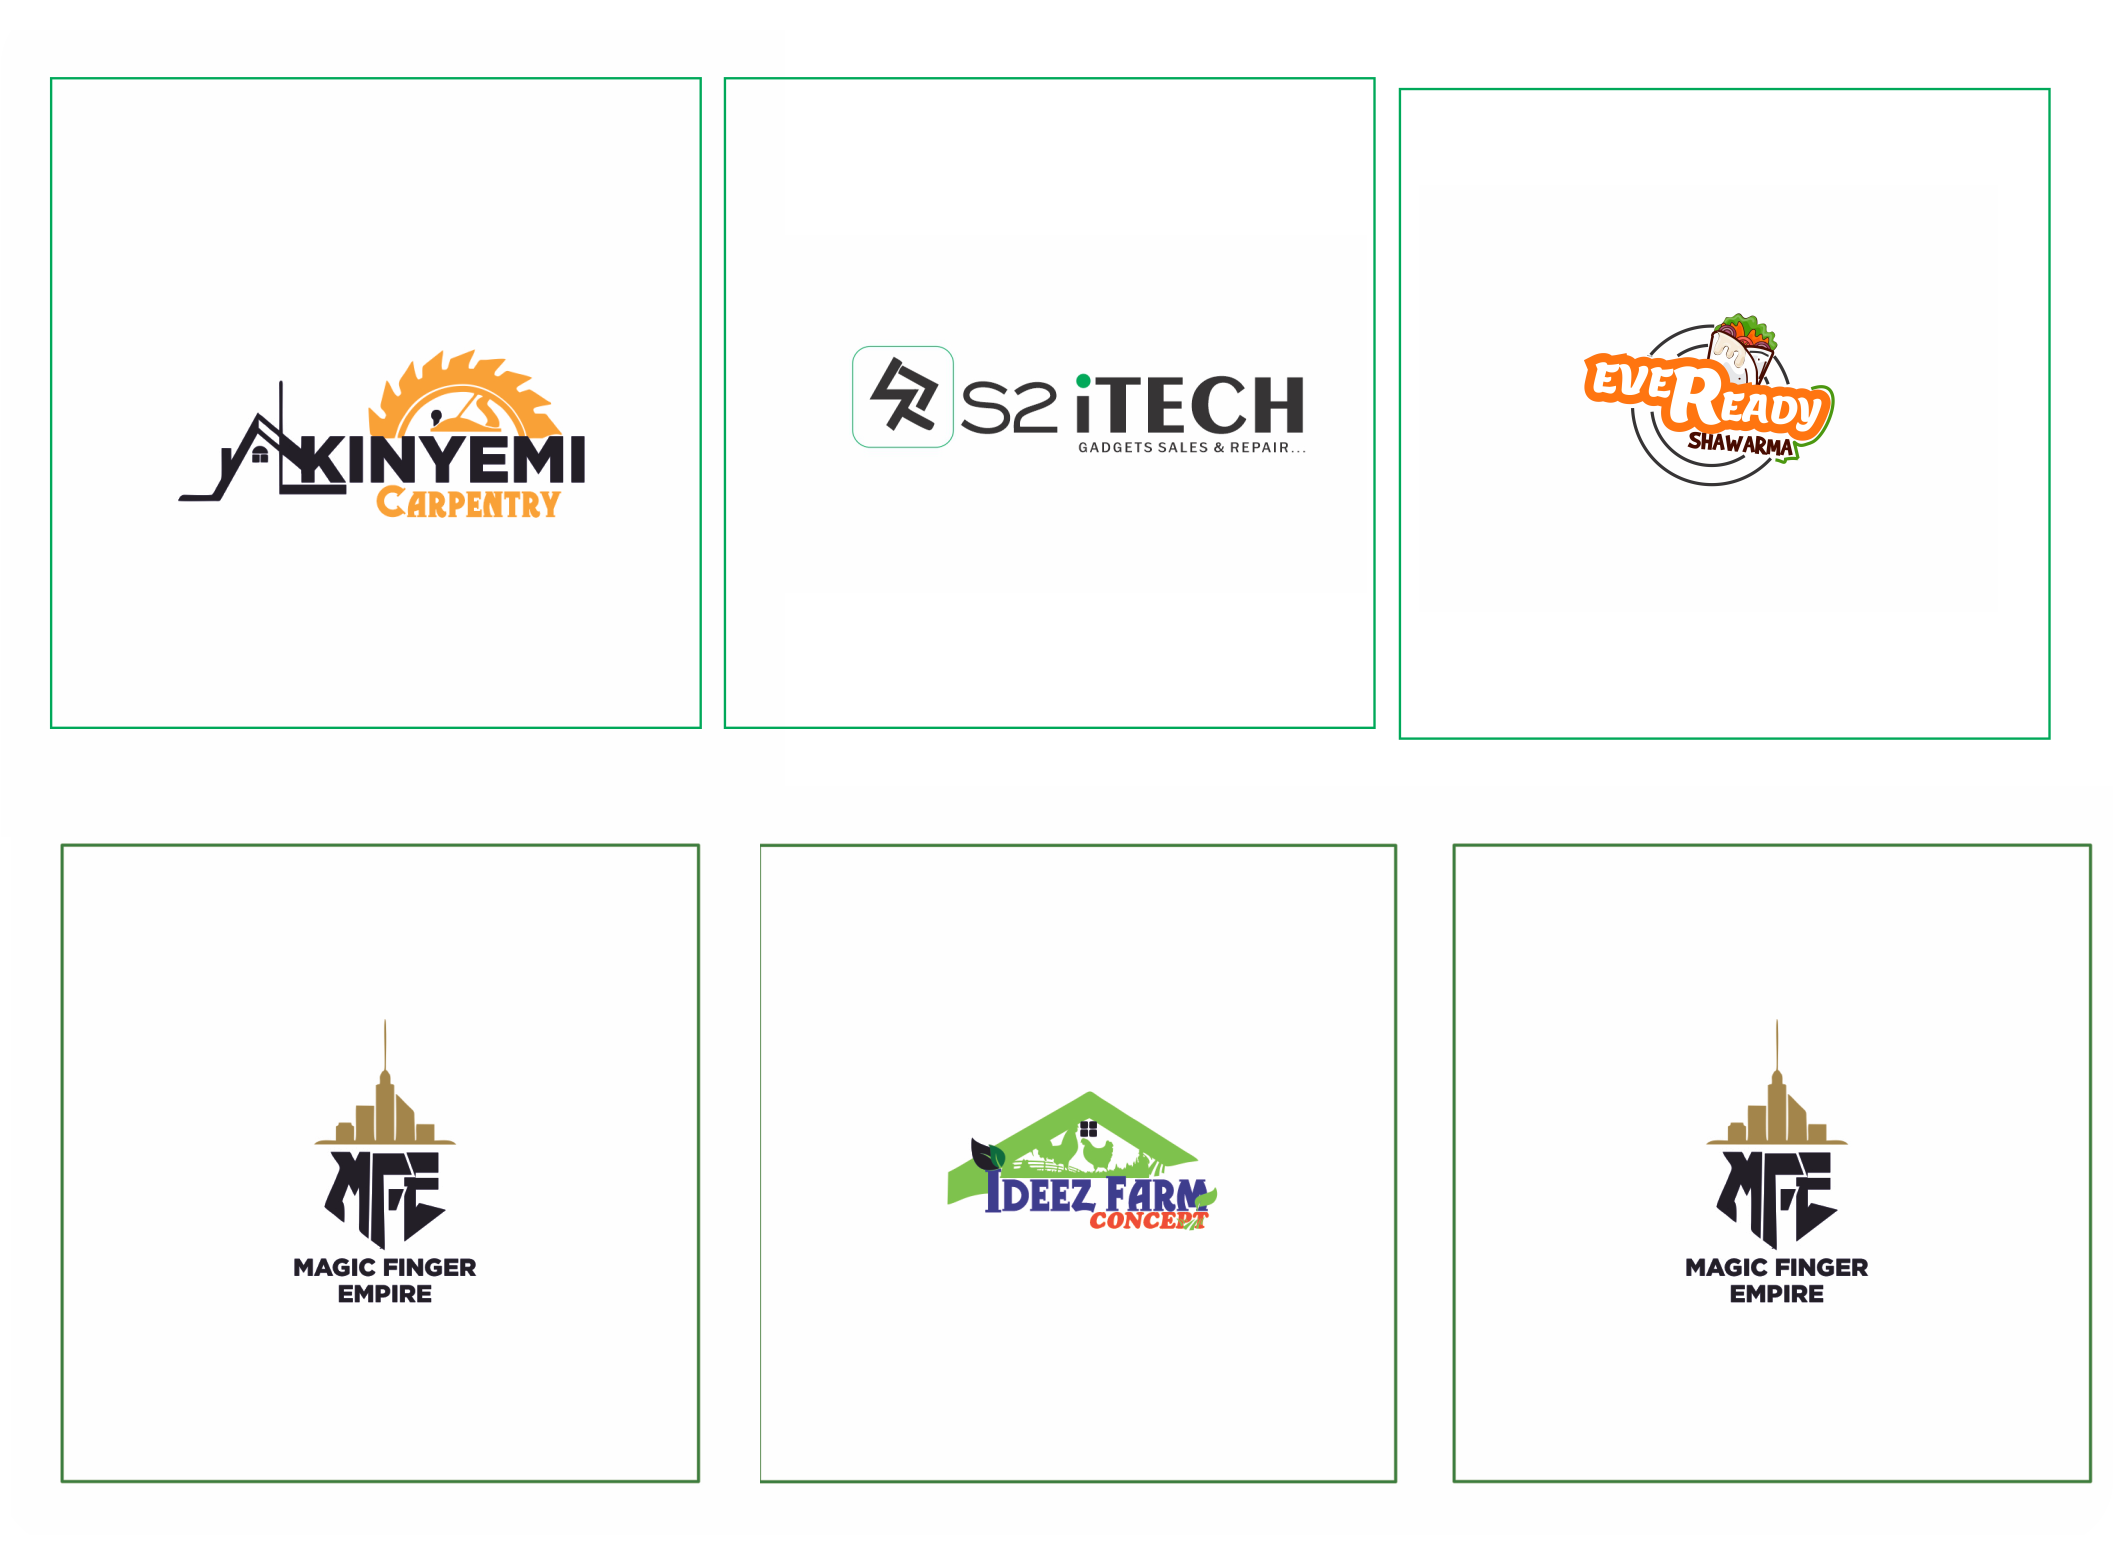 AKINYEMI
CARPENTRY
S2 iTECH
GADGETS SALES & REPAIR...
EVEREADY
SHAWARMA
MFE
MAGIC FINGER
EMPIRE
IDEEZ FARM
CONCEPT
MFE
MAGIC FINGER
EMPIRE